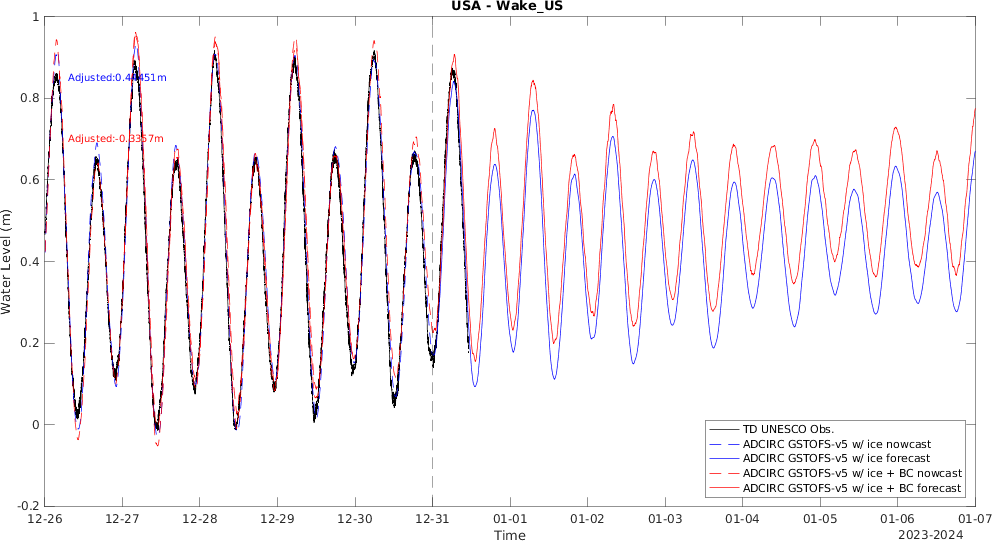 USA - Wake_US
1
0.8
0.6
0.4
0.2
0
-0.2
Water Level (m)
Adjusted:-0.3357m
12-26
12-27
12-28
12-29
12-30
12-31
01-01
01-02
01-03
01-04
01-05
01-06
01-07
Time
2023-2024
TD UNESCO Obs.
ADCIRC GSTOFS-v5 w/ ice nowcast
ADCIRC GSTOFS-v5 w/ ice forecast
ADCIRC GSTOFS-v5 w/ ice + BC nowcast
ADCIRC GSTOFS-v5 w/ ice + BC forecast